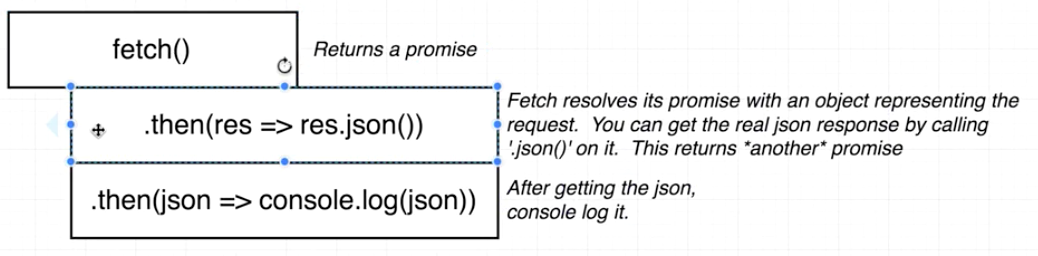 fetch()
Returns a promise
.then(res => res.json())
Fetch resolves its promise with an object representing the
request.  You can get the real json response by calling
'.json()' on it.  This returns *another* promise
.then(json => console.log(json))
After getting the json,
console log it.